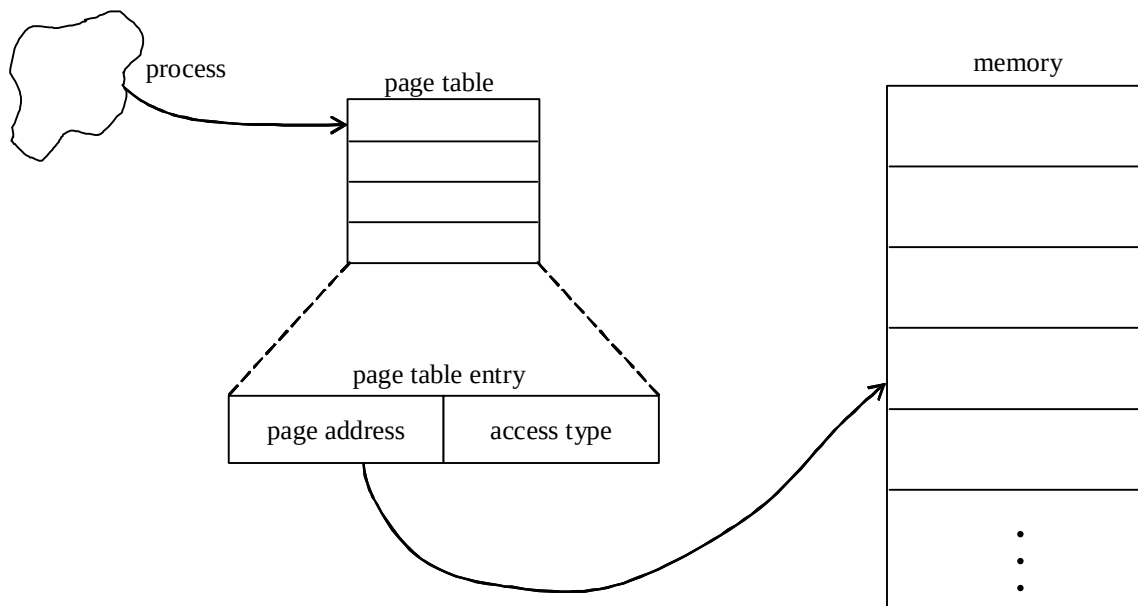 process
page table
memory
page table entry
page address
access type